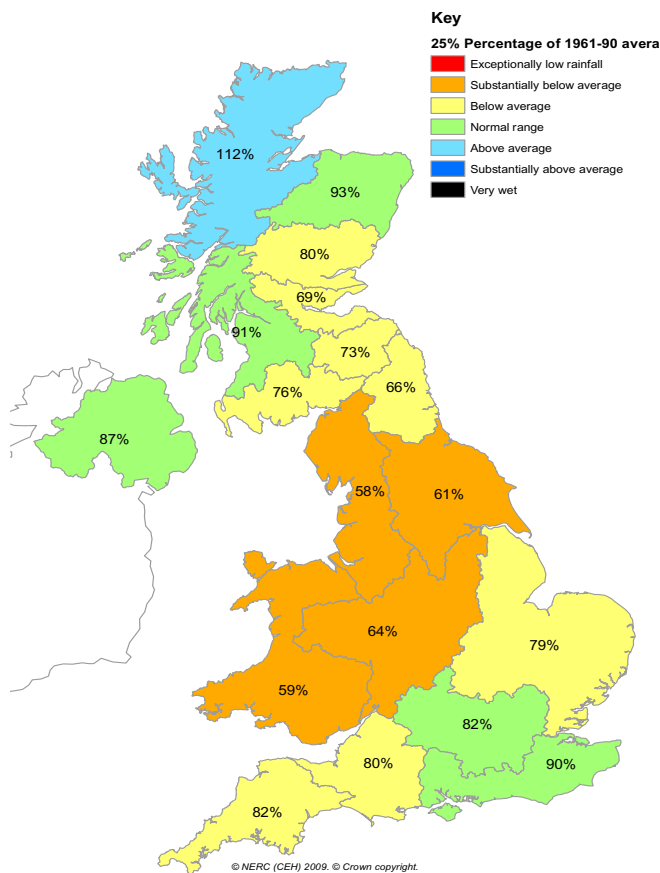 Key
25% Percentage of 1961-90 avera
Exceptionally low rainfall
Substantially below average
Below average
Normal range
Above average
Substantially above average
Very wet
112%
93%
80%
69%
91%
73%
76%
66%
87%
58%
61%
64%
79%
59%
82%
90%
80%
82%
© NERC (CEH) 2009. © Crown copyright.